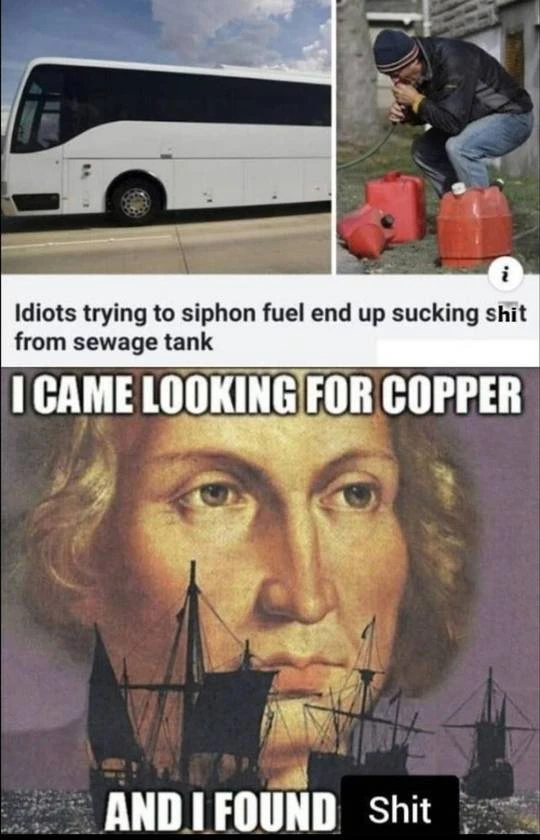 i
Idiots trying to siphon fuel end up sucking shit
from sewage tank
I CAME LOOKING FOR COPPER
AND I FOUND Shit